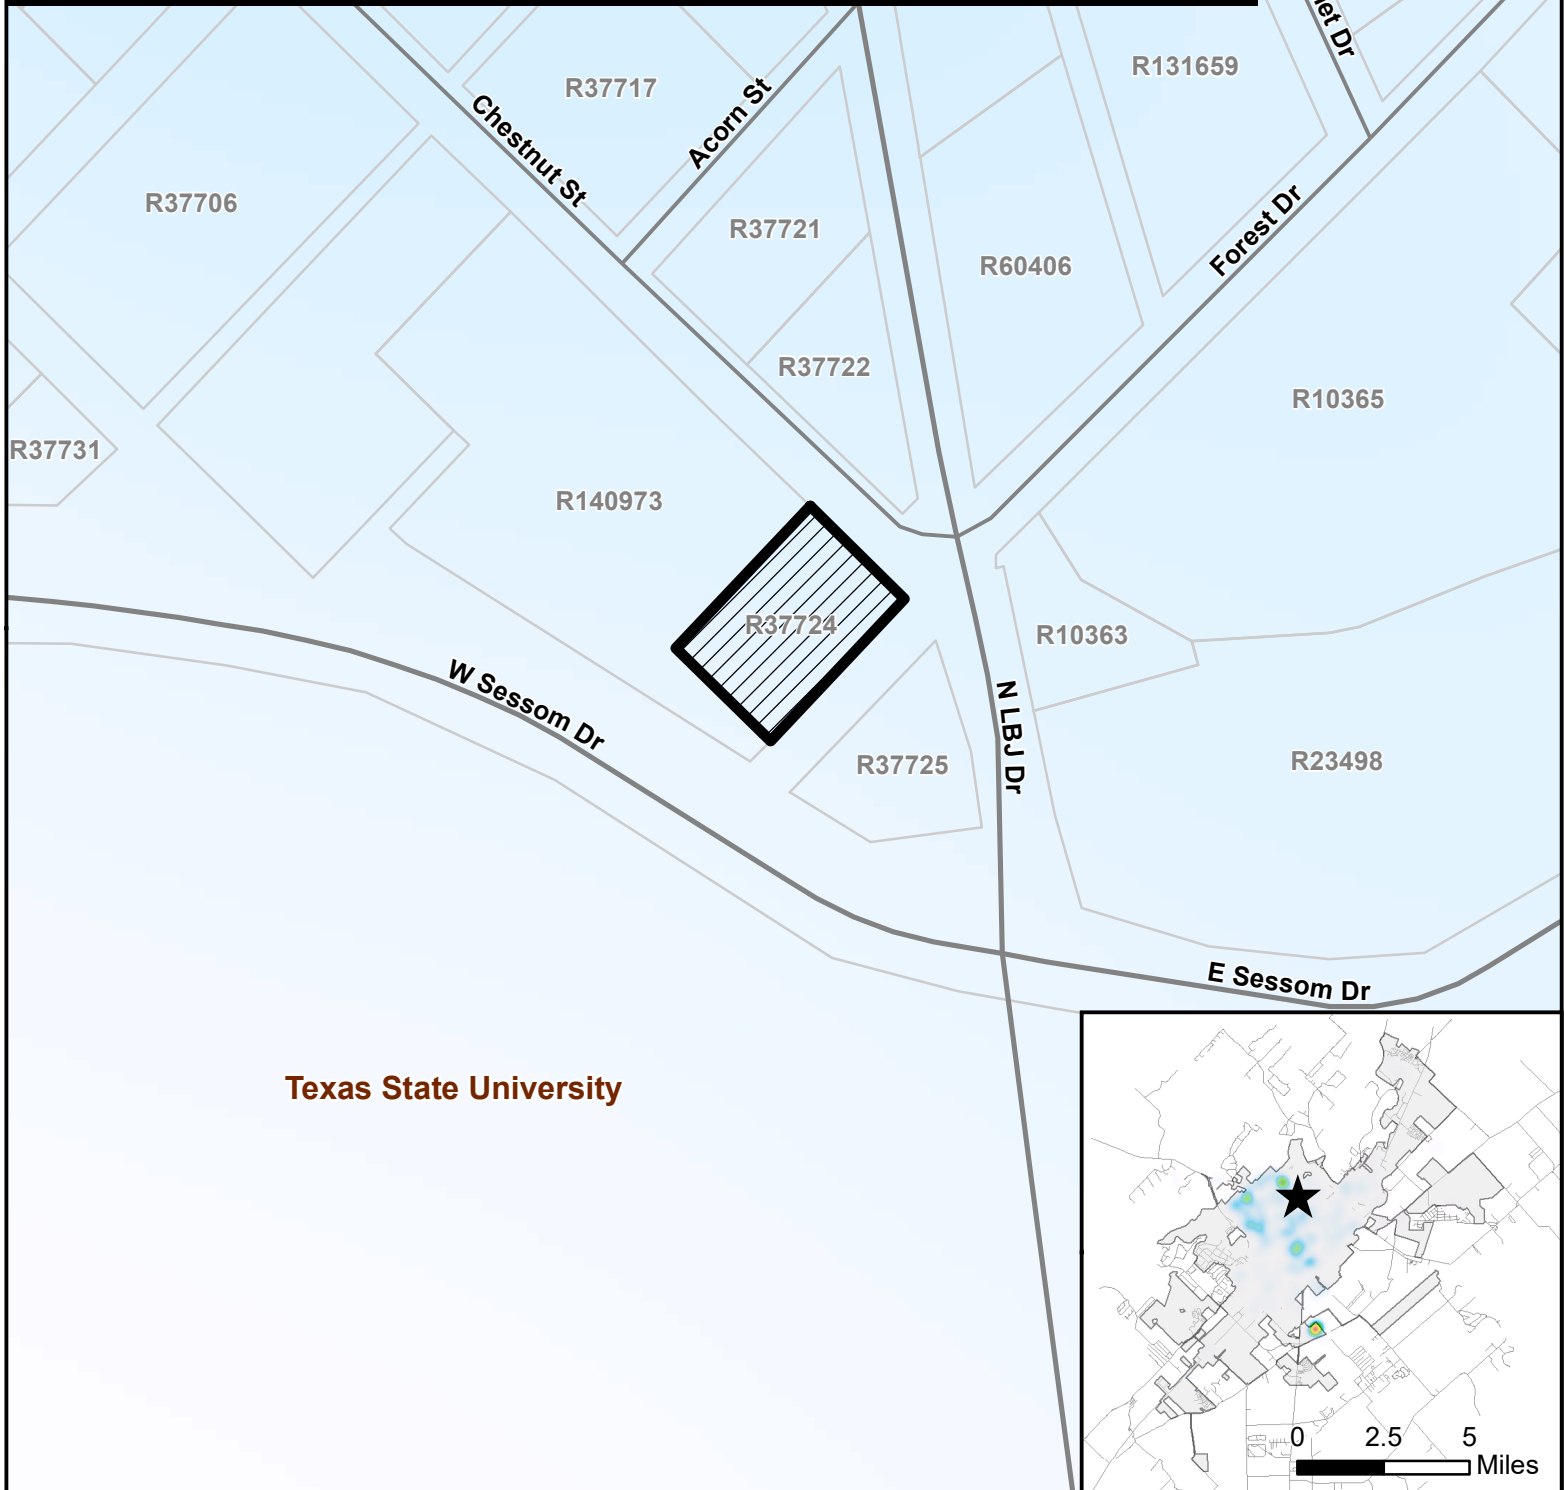 R131659
R37717
Chestnut St
Acorn St
R37706
R37721
R60406
Forest Dr
R37722
R10365
R37731
R140973
R37724
R10363
W Sessom Dr
N LBJ Dr
R37725
R23498
E Sessom Dr
Texas State University
0 2.5 5
Miles